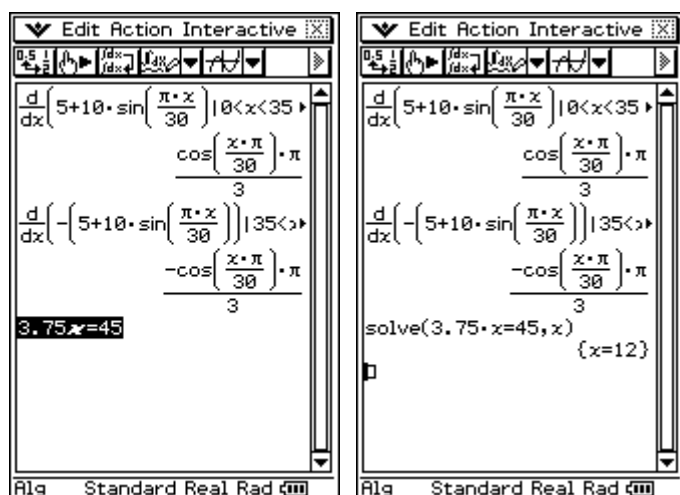 Edit Action Interactive
d/dx(5+10·sin(π·x/30)|0<x<35
cos(x·π/30)·π/3
d/dx(-(5+10·sin(π·x/30))|35<
-cos(x·π/30)·π/3
3.75x=45
Alg Standard Real Rad
Edit Action Interactive
d/dx(5+10·sin(π·x/30)|0<x<35
cos(x·π/30)·π/3
d/dx(-(5+10·sin(π·x/30))|35<
-cos(x·π/30)·π/3
solve(3.75·x=45,x)
{x=12}
Alg Standard Real Rad